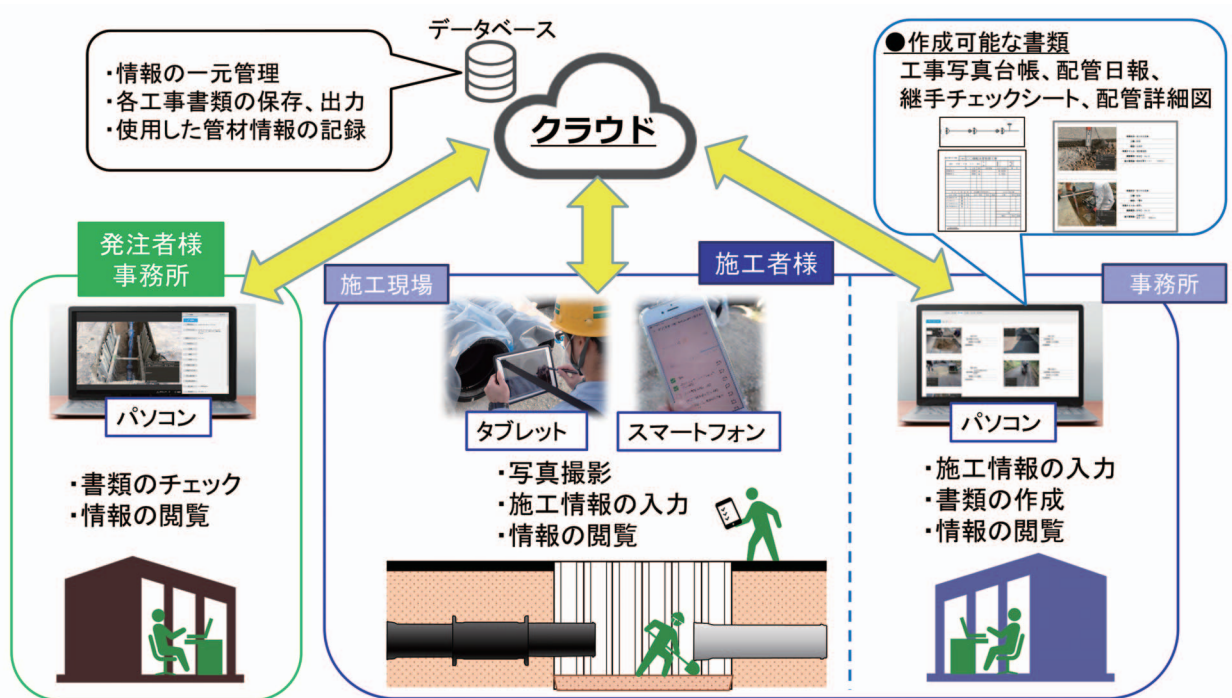 データベース
・情報の一元管理
・各工事書類の保存、出力
・使用した管材情報の記録
クラウド
●作成可能な書類
工事写真台帳、配管日報、
継手チェックシート、配管詳細図
発注者様
事務所
パソコン
・書類のチェック
・情報の閲覧
施工者様
施工現場
タブレット
スマートフォン
・写真撮影
・施工情報の入力
・情報の閲覧
事務所
パソコン
・施工情報の入力
・書類の作成
・情報の閲覧